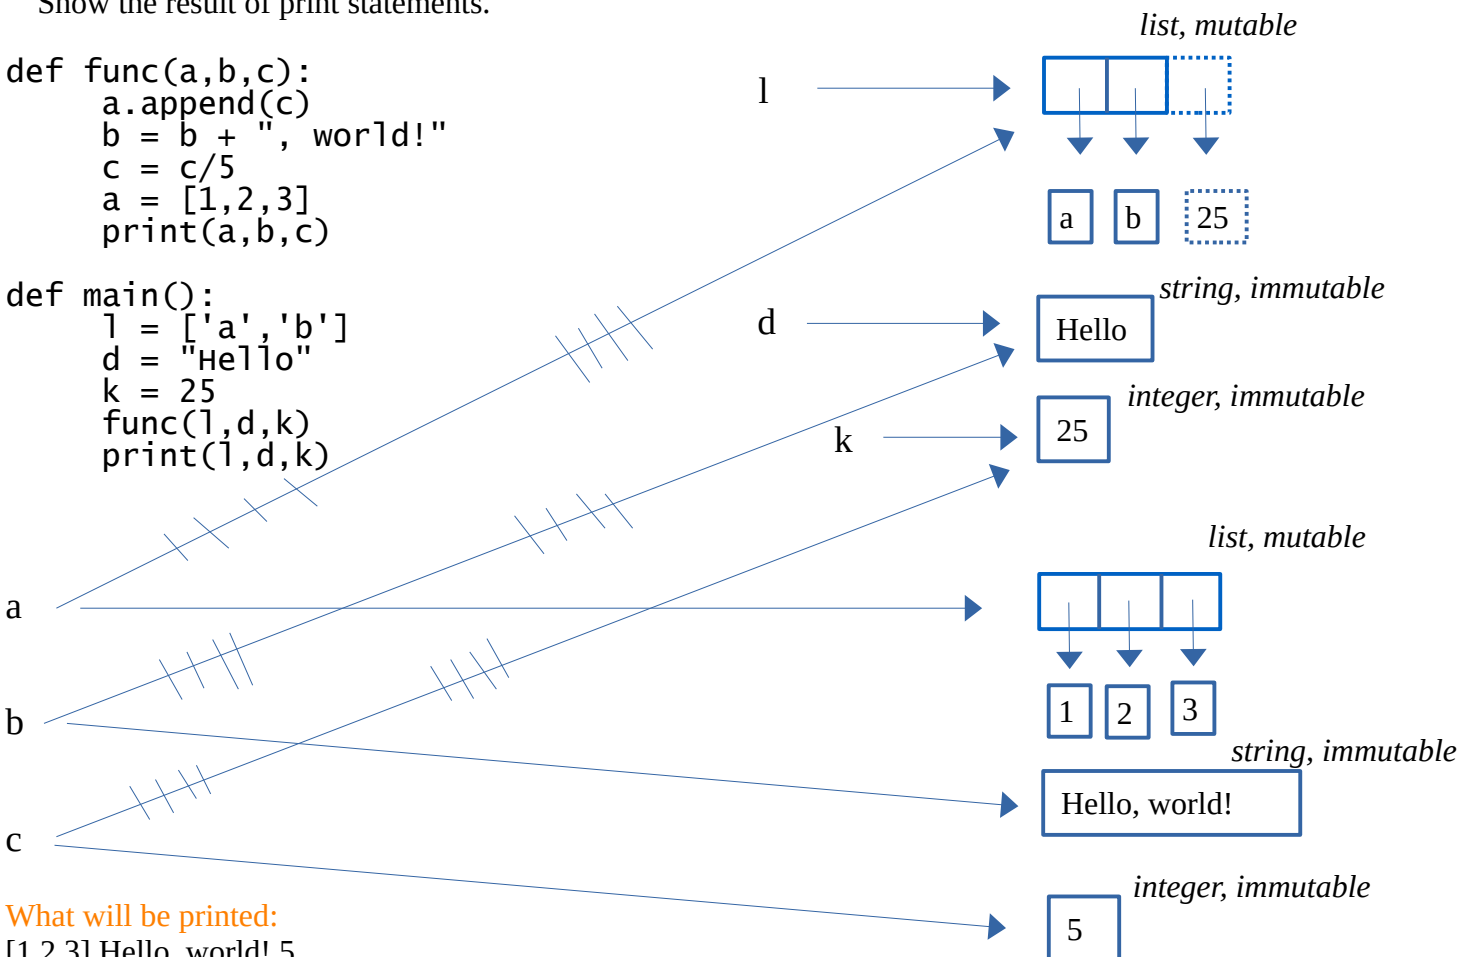 Show the result of print statements.
def func(a,b,c):
a.append(c)
b = b + ", world!"
c = c/5
a = [1,2,3]
print(a,b,c)
def main():
l = ['a','b']
d = "Hello"
k = 25
func(l,d,k)
print(l,d,k)
list, mutable
l
a b 25
string, immutable
d
Hello
integer, immutable
k
25
list, mutable
a
1 2 3
b
string, immutable
Hello, world!
c
integer, immutable
5
What will be printed:
[1,2,3] Hello, world! 5